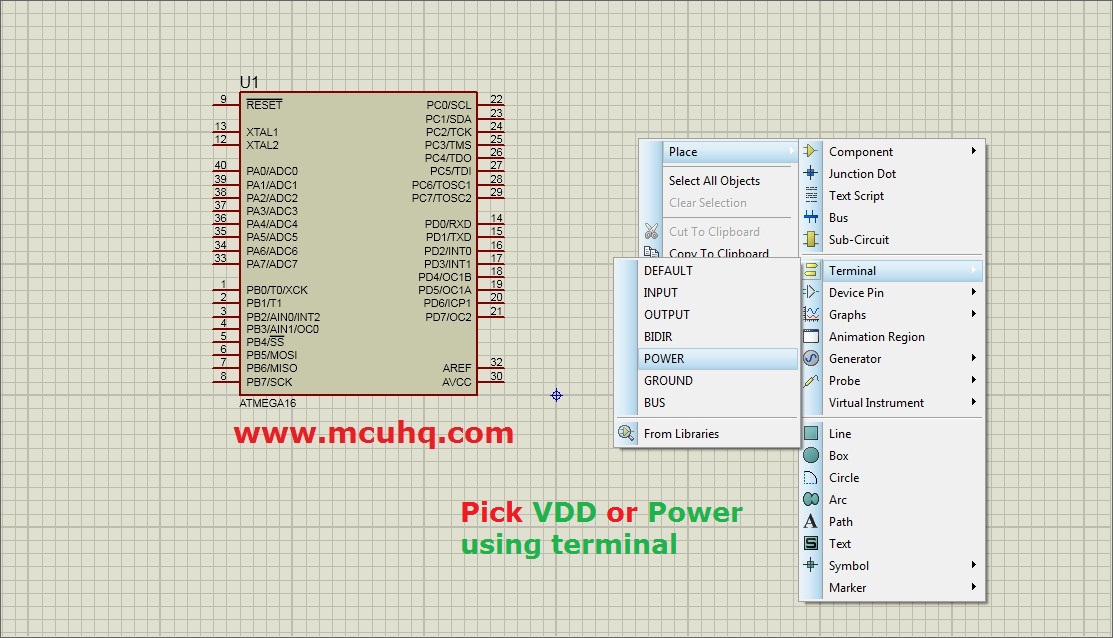 U1
9 RESET
13 XTAL1
12 XTAL2
40 PA0/ADC0
39 PA1/ADC1
38 PA2/ADC2
37 PA3/ADC3
36 PA4/ADC4
35 PA5/ADC5
34 PA6/ADC6
33 PA7/ADC7
1 PB0/T0/XCK
2 PB1/T1
3 PB2/AIN0/INT2
4 PB3/AIN1/OC0
5 PB4/SS
6 PB5/MOSI
7 PB6/MISO
8 PB7/SCK
PC0/SCL 22
PC1/SDA 23
PC2/TCK 24
PC3/TMS 25
PC4/TDO 26
PC5/TDI 27
PC6/TOSC1 28
PC7/TOSC2 29
PD0/RXD 14
PD1/TXD 15
PD2/INT0 16
PD3/INT1 17
PD4/OC1B 18
PD5/OC1A 19
PD6/ICP1 20
PD7/OC2 21
AREF 32
AVCC 30
ATMEGA16
www.mcuhq.com
Pick VDD or Power
using terminal
Place
Select All Objects
Clear Selection
Cut To Clipboard
Copy To Clipboard
DEFAULT
INPUT
OUTPUT
BIDIR
POWER
GROUND
BUS
From Libraries
Component
Junction Dot
Text Script
Bus
Sub-Circuit
Terminal
Device Pin
Graphs
Animation Region
Generator
Probe
Virtual Instrument
Line
Box
Circle
Arc
Path
Text
Symbol
Marker